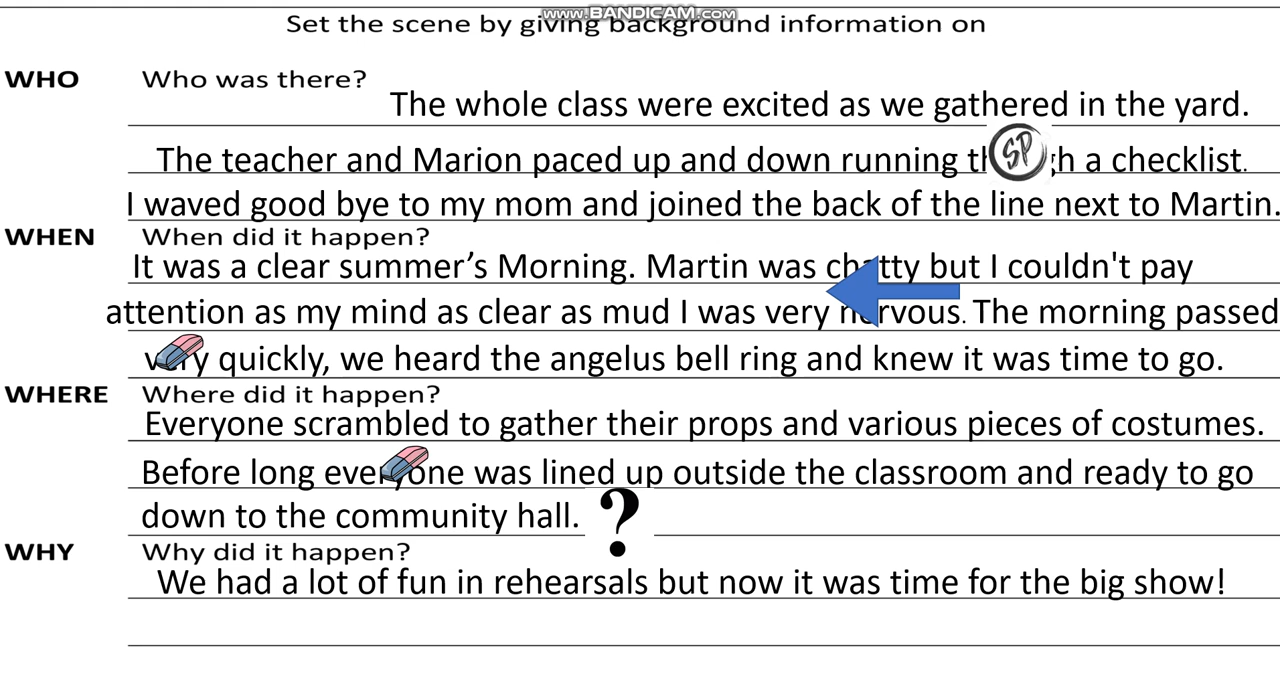 www.BANDICAM.com
Set the scene by giving background information on
WHO Who was there?
The whole class were excited as we gathered in the yard.
The teacher and Marion paced up and down running a checklist.
SP
I waved good bye to my mom and joined the back of the line next to Martin.
WHEN When did it happen?
It was a clear summer’s Morning. Martin was chatty but I couldn't pay
attention as my mind as clear as mud I was very nervous. The morning passed
very quickly, we heard the angelus bell ring and knew it was time to go.
WHERE Where did it happen?
Everyone scrambled to gather their props and various pieces of costumes.
Before long everyone was lined up outside the classroom and ready to go
down to the community hall. ?
WHY Why did it happen?
We had a lot of fun in rehearsals but now it was time for the big show!